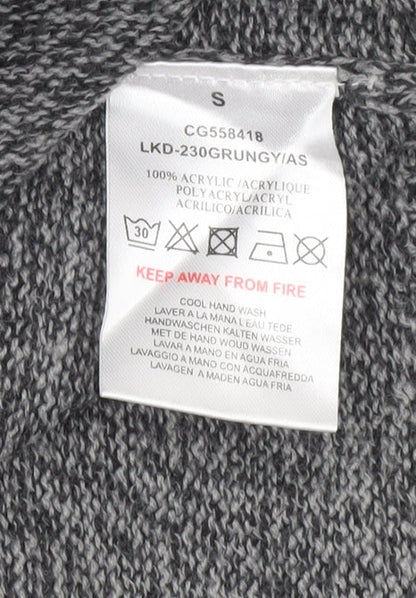 S
CG558418
LKD-230GRUNGY/AS
100% ACRYLIC /ACRYLIQUE
POLYACRYL/ACRYL
ACRILICO/ACRILICA
30
KEEP AWAY FROM FIRE
COOL HAND WASH
LAVER A LA MANA L'EAU TEDE
HANDWASCHEN KALTEN WASSER
MET DE HAND WOUD WASSEN
LAVAR A MANO EN AGUA FRIA
LAVAGGIO A MANO CON ACQAFREDDA
LAVAGEN A MADEN AGUA FRIA